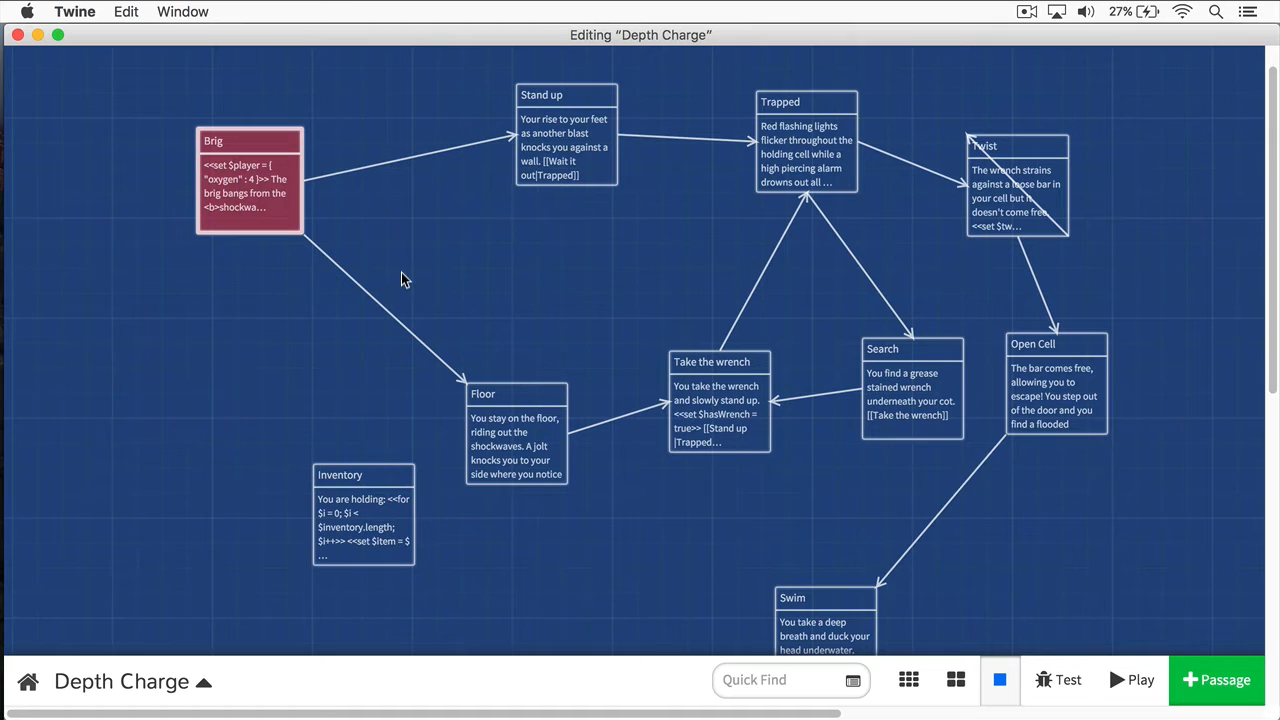 Twine Edit Window 27%
Editing “Depth Charge”
Brig
<<set $player = {
"oxygen" : 4 }>> The
brig bangs from the
<b>shockwa…
Stand up
Your rise to your feet
as another blast
knocks you against a
wall. [[Wait it
out|Trapped]]
Trapped
Red flashing lights
flicker throughout the
holding cell while a
high piercing alarm
drowns out all …
Twist
The wrench strains
against a loose bar in
your cell but it
doesn't come free
<<set $tw…
Floor
You stay on the floor,
riding out the
shockwaves. A jolt
knocks you to your
side where you notice
Take the wrench
You take the wrench
and slowly stand up.
<<set $hasWrench =
true>> [[Stand up
|Trapped…
Search
You find a grease
stained wrench
underneath your cot.
[[Take the wrench]]
Open Cell
The bar comes free,
allowing you to
escape! You step out
of the door and you
find a flooded
Inventory
You are holding: <<for
$i = 0; $i <
$inventory.length;
$i++>> <<set $item = $
…
Swim
You take a deep
breath and duck your
head underwater.
Depth Charge
Quick Find
Test
Play
+Passage